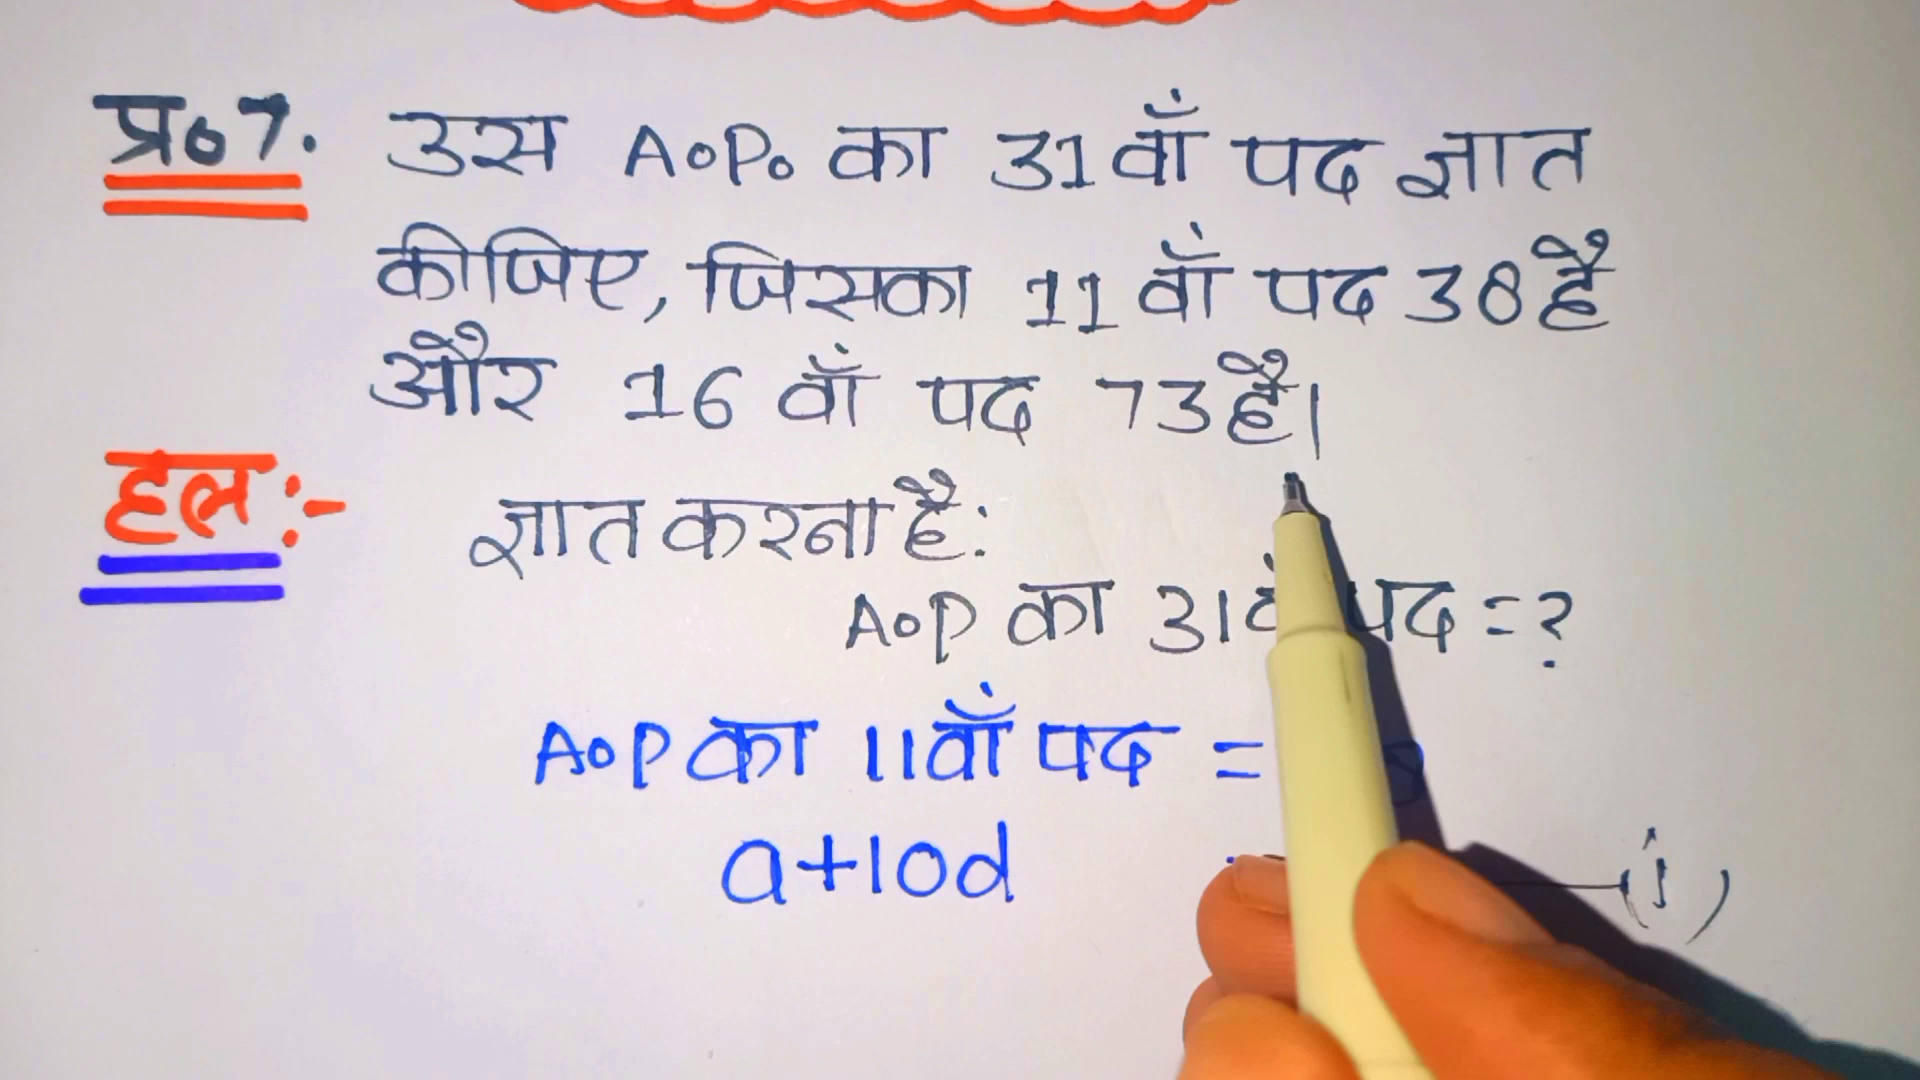 प्र०7. उस A०P० का 31वाँ पद ज्ञात
कीजिए, जिसका 11वाँ पद 38 है
और 16 वाँ पद 73 है।
हल:- ज्ञात करना है:
A०P का 31 पद = ?
A०P का 11वाँ पद =
a+10d (i)